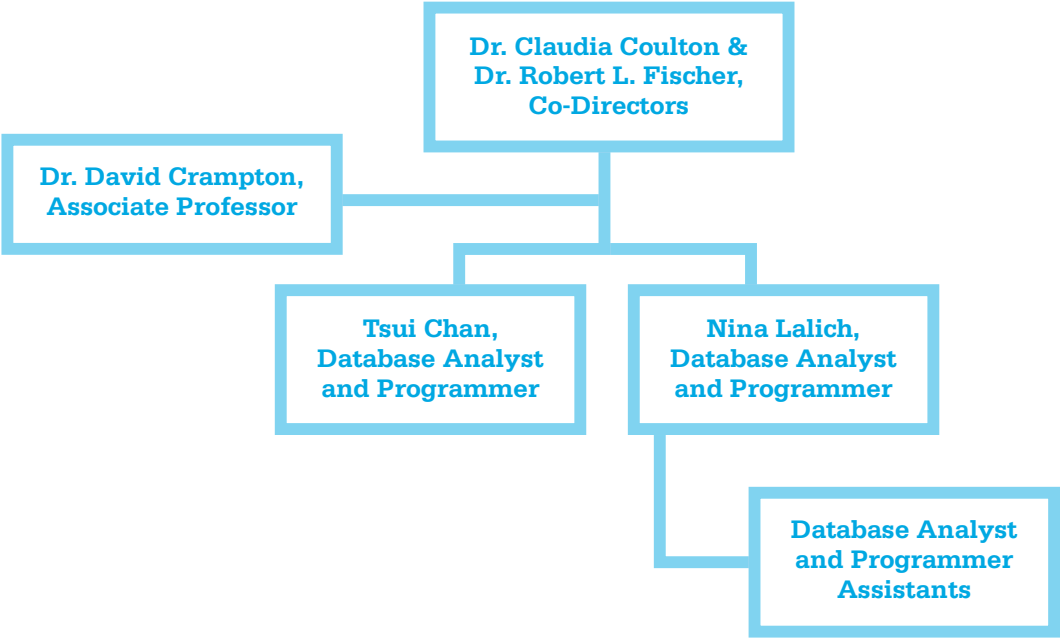 Dr. Claudia Coulton &
Dr. Robert L. Fischer,
Co-Directors
Dr. David Crampton,
Associate Professor
Tsui Chan,
Database Analyst
and Programmer
Nina Lalich,
Database Analyst
and Programmer
Database Analyst
and Programmer
Assistants